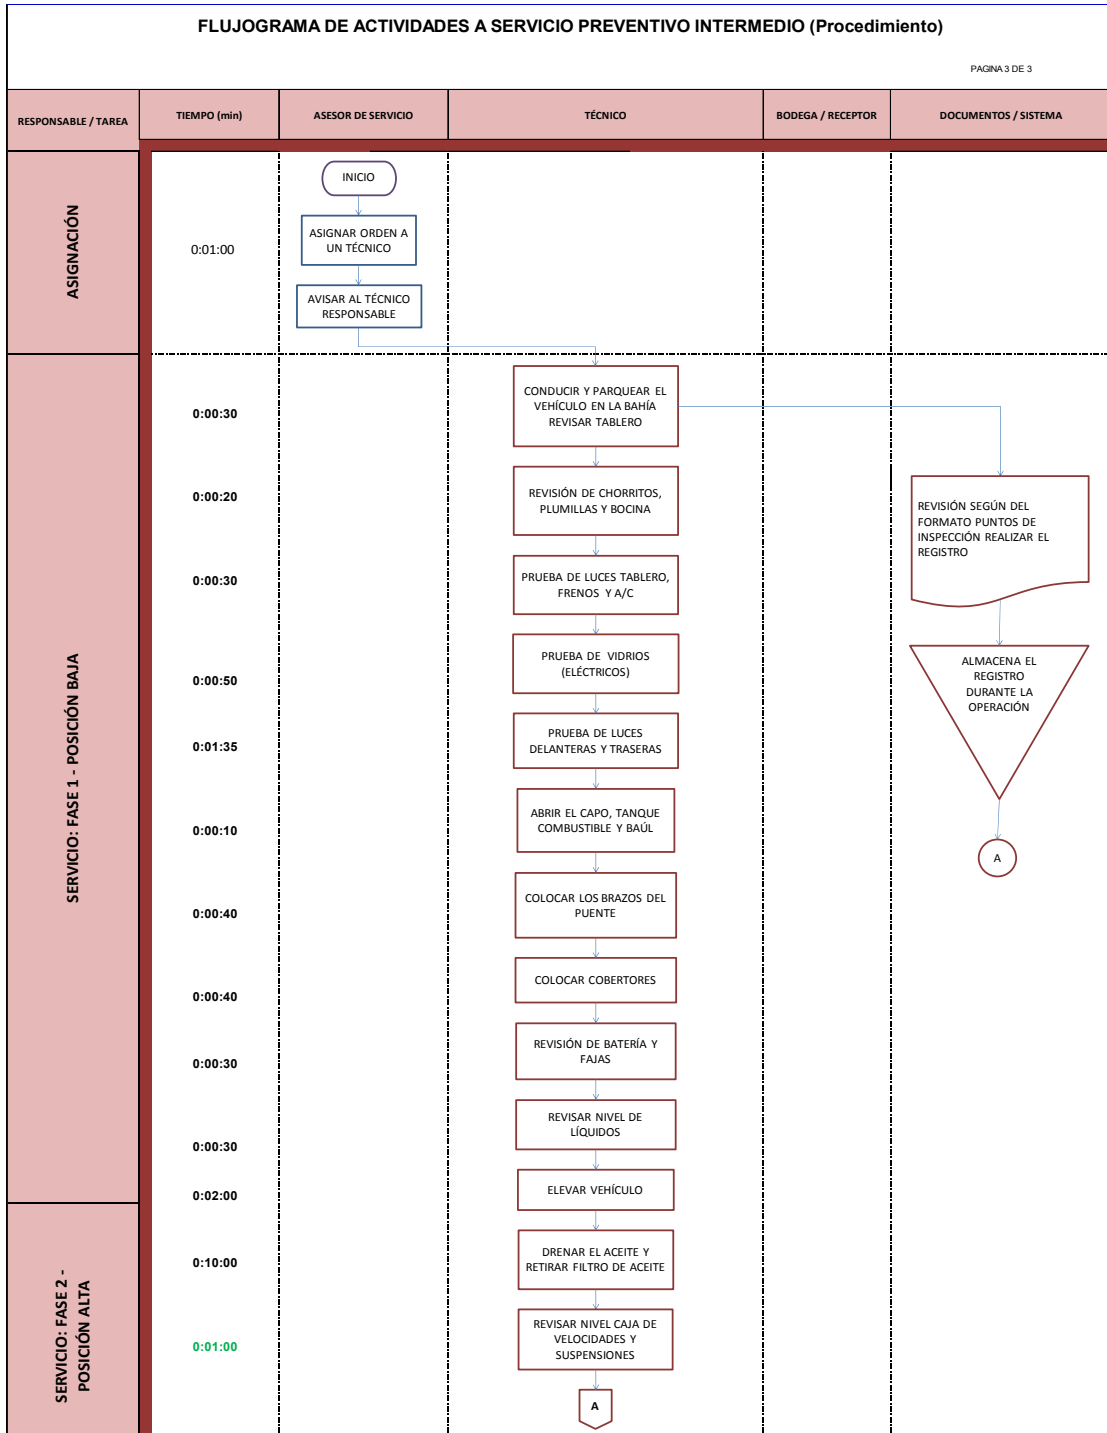 FLUJOGRAMA DE ACTIVIDADES A SERVICIO PREVENTIVO INTERMEDIO (Procedimiento)
PAGINA 3 DE 3
RESPONSABLE / TAREA
TIEMPO (min)
ASESOR DE SERVICIO
TÉCNICO
BODEGA / RECEPTOR
DOCUMENTOS / SISTEMA
ASIGNACIÓN
0:01:00
INICIO
ASIGNAR ORDEN A
UN TÉCNICO
AVISAR AL TÉCNICO
RESPONSABLE
SERVICIO: FASE 1 - POSICIÓN BAJA
0:00:30
CONDUCIR Y PARQUEAR EL
VEHÍCULO EN LA BAHÍA
REVISAR TABLERO
0:00:20
REVISIÓN DE CHORRITOS,
PLUMILLAS Y BOCINA
REVISIÓN SEGÚN DEL
FORMATO PUNTOS DE
INSPECCIÓN REALIZAR EL
REGISTRO
0:00:30
PRUEBA DE LUCES TABLERO,
FRENOS Y A/C
0:00:50
PRUEBA DE VIDRIOS
(ELÉCTRICOS)
ALMACENA EL
REGISTRO
DURANTE LA
OPERACIÓN
0:01:35
PRUEBA DE LUCES
DELANTERAS Y TRASERAS
0:00:10
ABRIR EL CAPO, TANQUE
COMBUSTIBLE Y BAÚL
A
0:00:40
COLOCAR LOS BRAZOS DEL
PUENTE
0:00:40
COLOCAR COBERTORES
0:00:30
REVISIÓN DE BATERÍA Y
FAJAS
0:00:30
REVISAR NIVEL DE
LÍQUIDOS
0:02:00
ELEVAR VEHÍCULO
SERVICIO: FASE 2 -
POSICIÓN ALTA
0:10:00
DRENAR EL ACEITE Y
RETIRAR FILTRO DE ACEITE
0:01:00
REVISAR NIVEL CAJA DE
VELOCIDADES Y
SUSPENSIONES
A